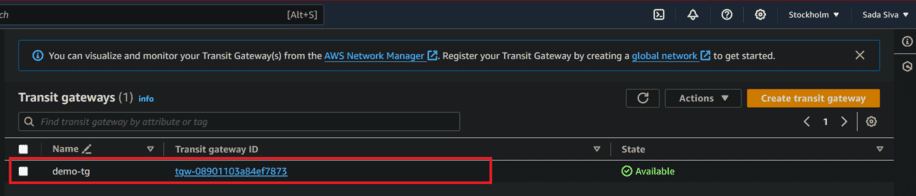 ch [Alt+S] Stockholm Sada Siva
You can visualize and monitor your Transit Gateway(s) from the AWS Network Manager. Register your Transit Gateway by creating a global network to get started.
Transit gateways (1) Info
Actions Create transit gateway
Find transit gateway by attribute or tag
1
Name Transit gateway ID State
demo-tg tgw-08901103a84ef7873 Available